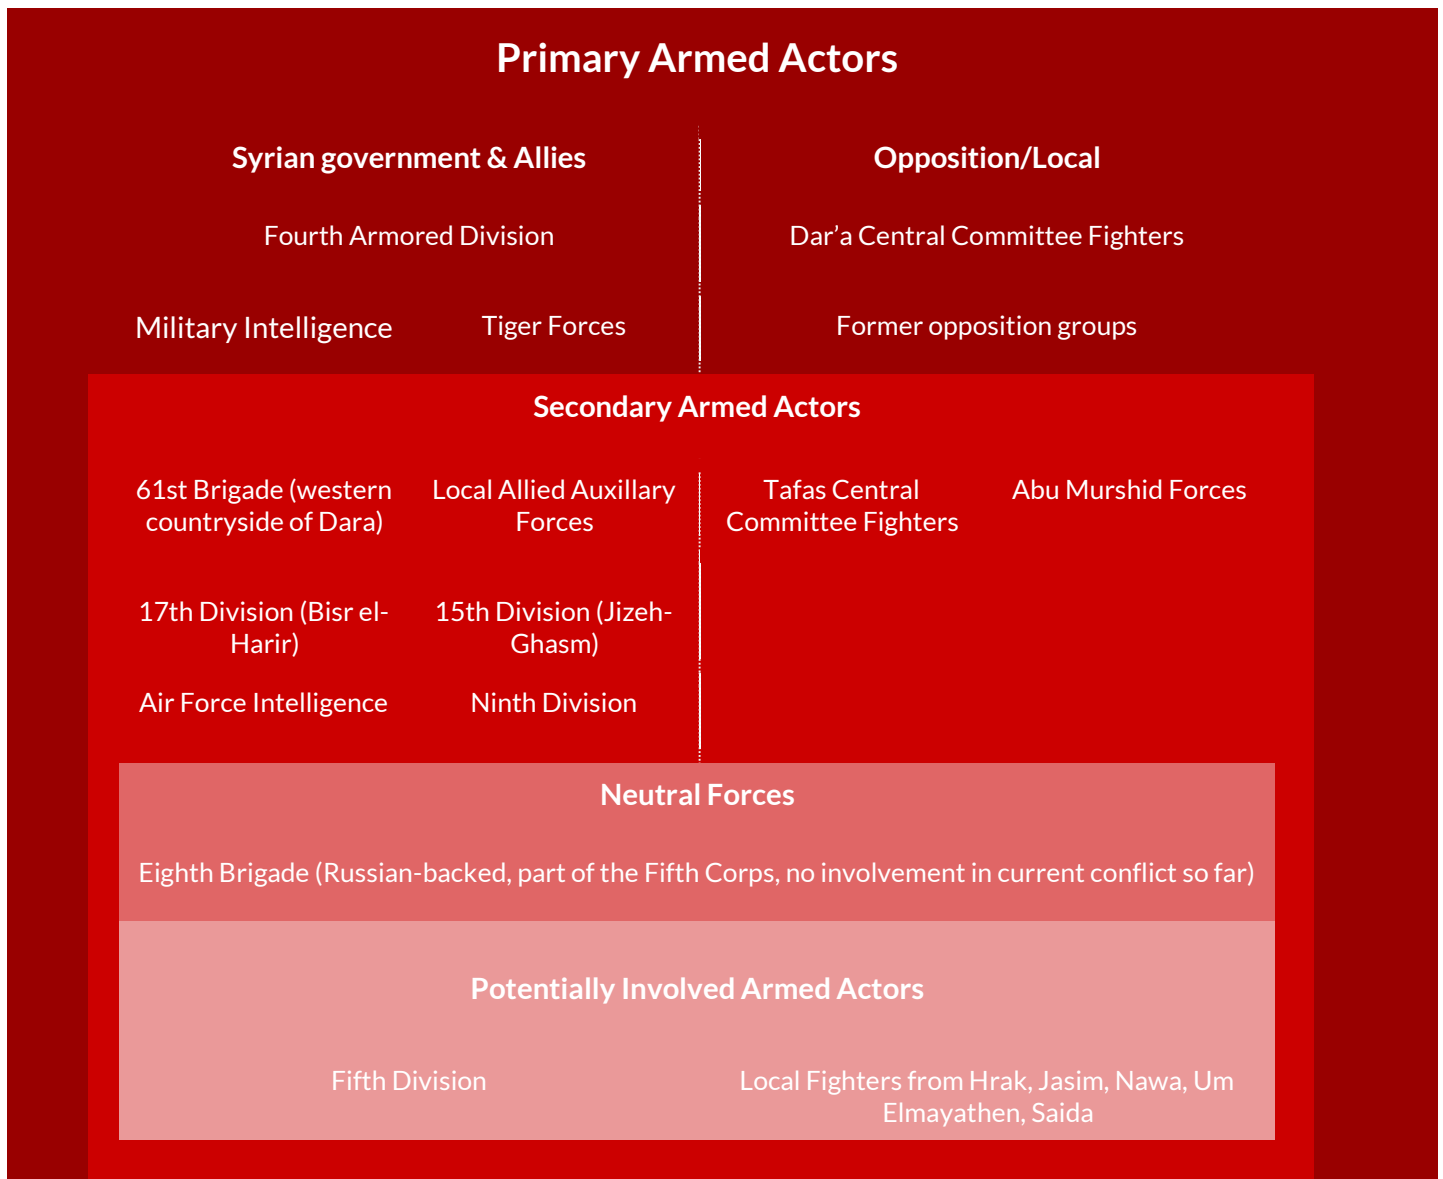 Primary Armed Actors
Syrian government & Allies
Opposition/Local
Fourth Armored Division
Dar’a Central Committee Fighters
Military Intelligence
Tiger Forces
Former opposition groups
Secondary Armed Actors
61st Brigade (western
countryside of Dara)
Local Allied Auxillary
Forces
Tafas Central
Committee Fighters
Abu Murshid Forces
17th Division (Bisr el-
Harir)
15th Division (Jizeh-
Ghasm)
Air Force Intelligence
Ninth Division
Neutral Forces
Eighth Brigade (Russian-backed, part of the Fifth Corps, no involvement in current conflict so far)
Potentially Involved Armed Actors
Fifth Division
Local Fighters from Hrak, Jasim, Nawa, Um
Elmayathen, Saida